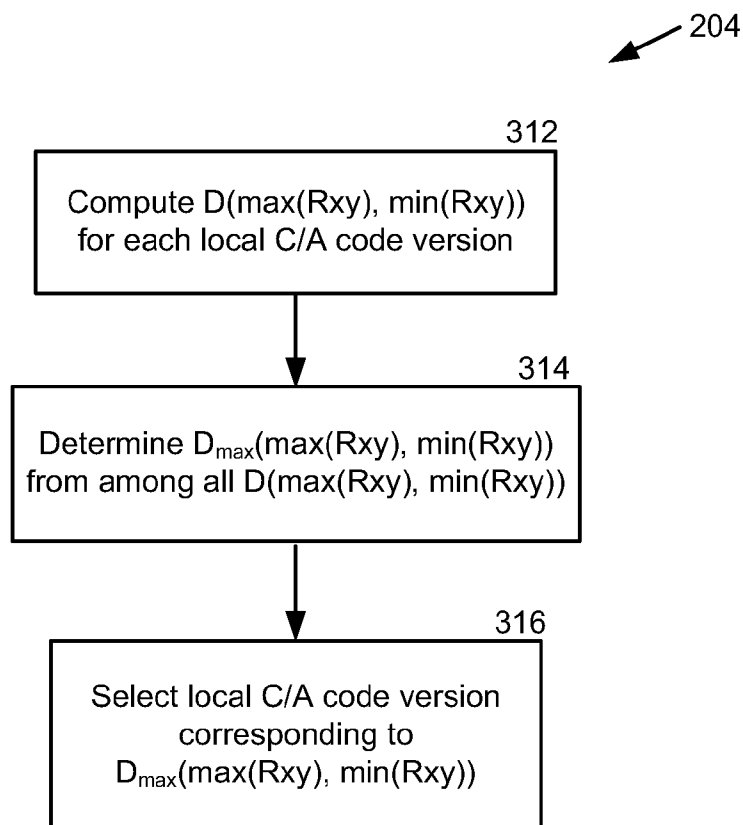 204
312
Compute D(max(Rxy), min(Rxy))
for each local C/A code version
314
Determine Dmax(max(Rxy), min(Rxy))
from among all D(max(Rxy), min(Rxy))
316
Select local C/A code version
corresponding to
Dmax(max(Rxy), min(Rxy))